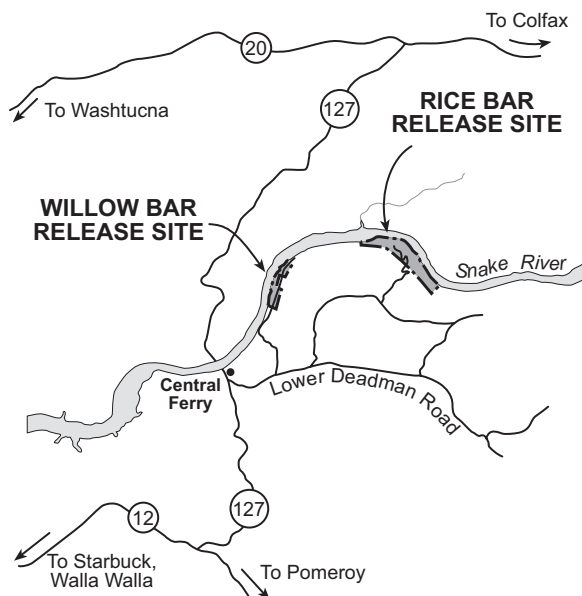 To Colfax
20
To Washtucna
127
RICE BAR
RELEASE SITE
WILLOW BAR
RELEASE SITE
Snake River
Central
Ferry
Lower Deadman Road
127
12
To Starbuck,
Walla Walla
To Pomeroy